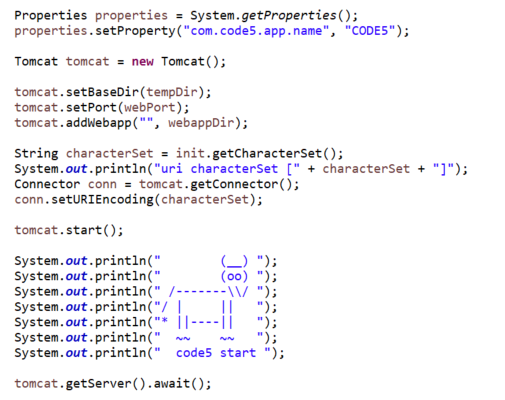 Properties properties = System.getProperties();
properties.setProperty("com.code5.app.name", "CODE5");

Tomcat tomcat = new Tomcat();

tomcat.setBaseDir(tempDir);
tomcat.setPort(webPort);
tomcat.addWebapp("", webappDir);

String characterSet = init.getCharacterSet();
System.out.println("uri characterSet [" + characterSet + "]");
Connector conn = tomcat.getConnector();
conn.setURIEncoding(characterSet);

tomcat.start();

System.out.println("        (__) ");
System.out.println("        (oo) ");
System.out.println(" /-------\\/ ");
System.out.println("/ |     ||   ");
System.out.println("* ||----||   ");
System.out.println("  ~~    ~~   ");
System.out.println("  code5 start ");

tomcat.getServer().await();